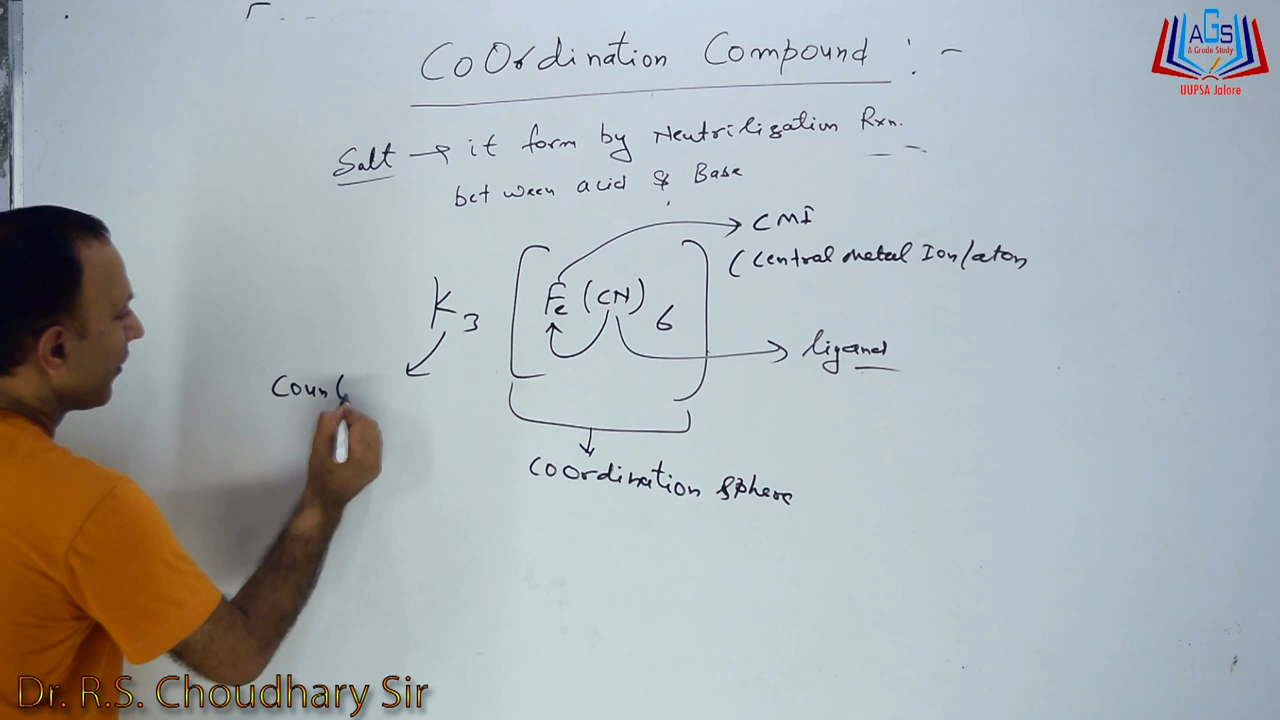 CoOrdination Compound :-
Salt → it form by Neutrilization Rxn.
between acid & Base
CMI
(Central metal Ion/atom
K3 [Fe(CN)6]
ligand
Coun
Coordination sphere
AGS
A Grade Study
UUPSA Jalore
Dr. R.S. Choudhary Sir